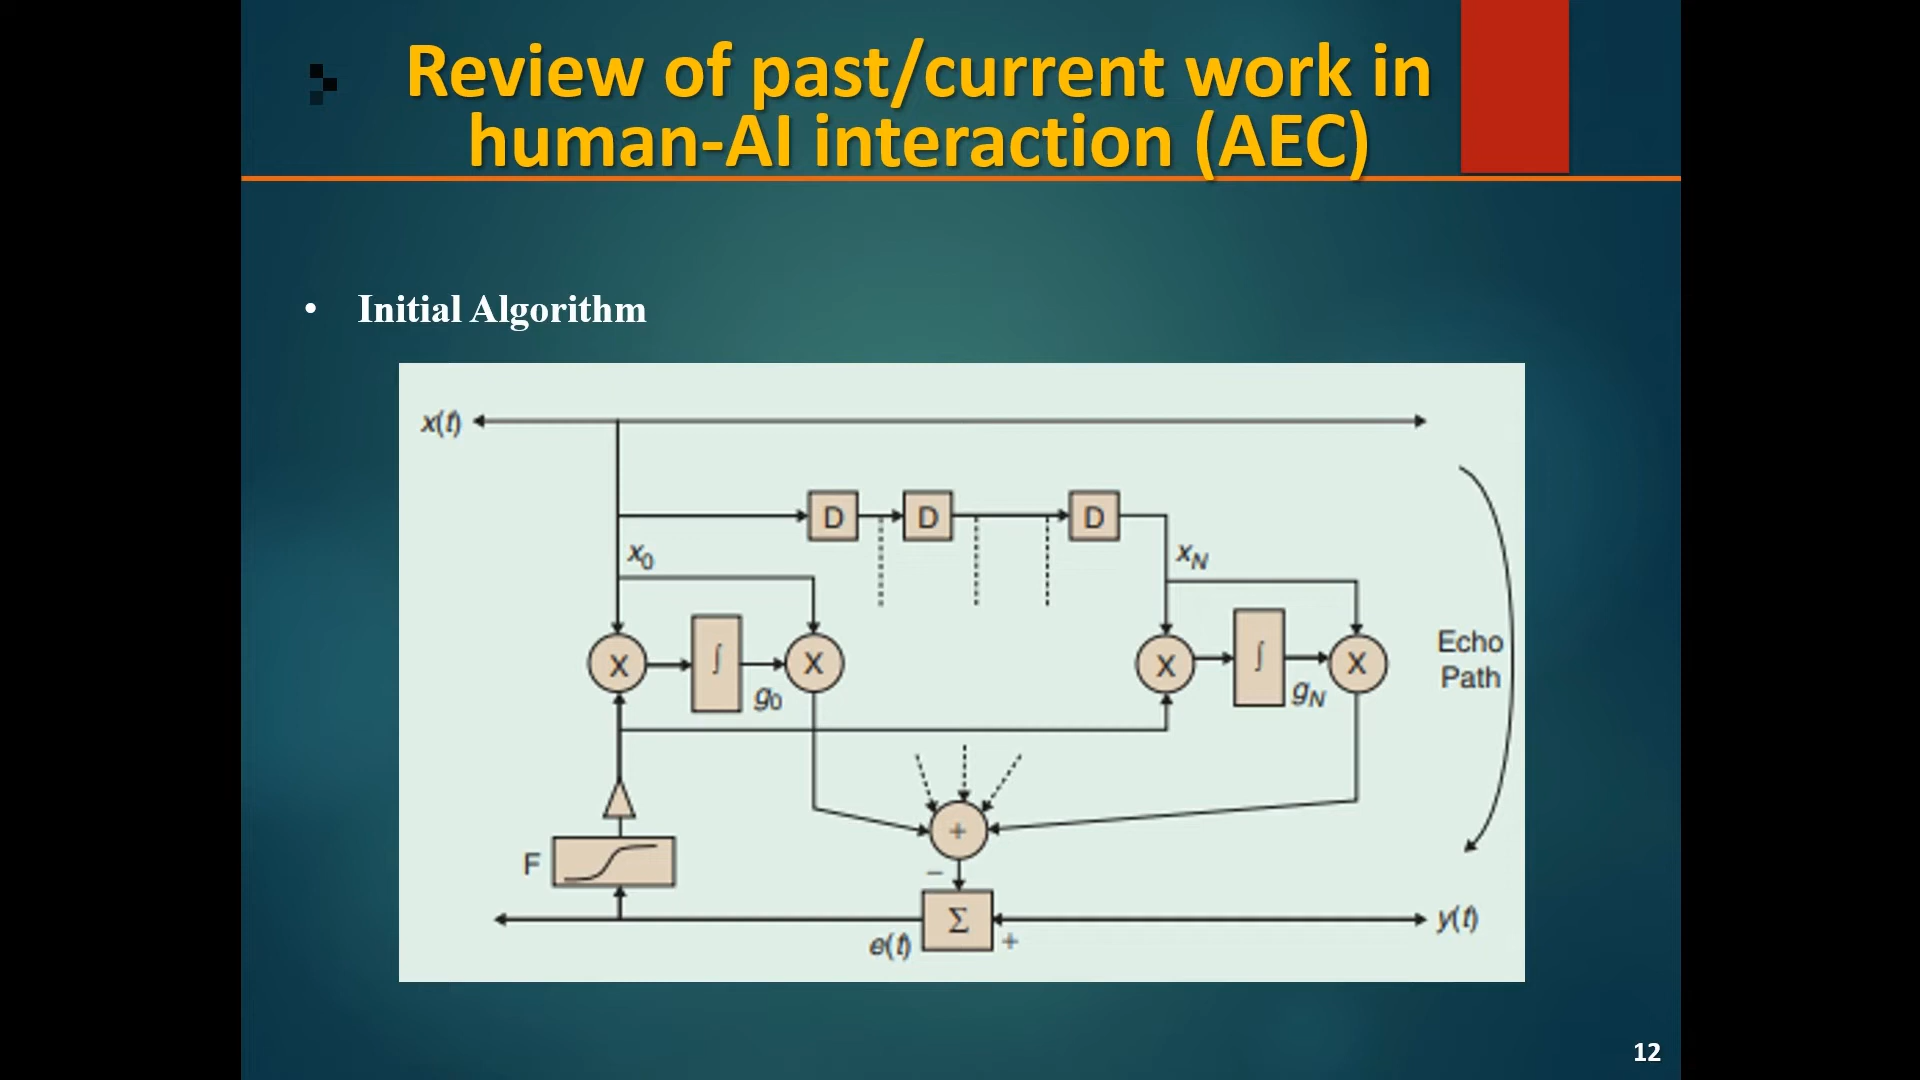 Review of past/current work in
human-AI interaction (AEC)
• Initial Algorithm
x(t)
D D D
x0 xN
X ∫ X X ∫ X
g0 gN
Echo
Path
+
F
−
Σ
e(t) + y(t)
12